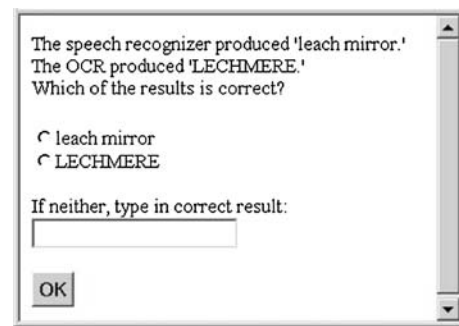 The speech recognizer produced 'leach mirror.'
The OCR produced 'LECHMERE.'
Which of the results is correct?
leach mirror
LECHMERE
If neither, type in correct result:
OK